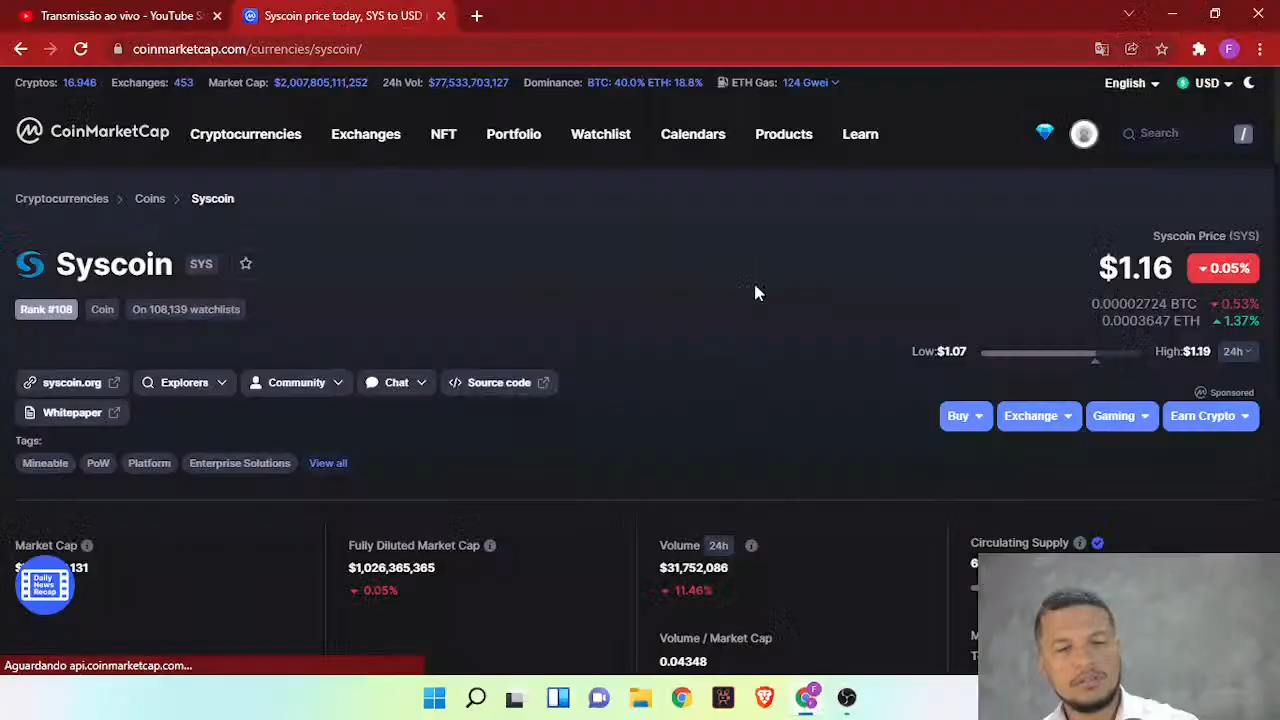 Transmissão ao vivo - YouTube S
Syscoin price today, SYS to USD
coinmarketcap.com/currencies/syscoin/
F
Cryptos: 16.946 Exchanges: 453 Market Cap: $2,007,805,111,252 24h Vol: $77,533,703,127 Dominance: BTC: 40.0% ETH: 18.8% ETH Gas: 124 Gwei
English USD
CoinMarketCap Cryptocurrencies Exchanges NFT Portfolio Watchlist Calendars Products Learn
Search /
Cryptocurrencies > Coins > Syscoin
Syscoin SYS
Rank #108 Coin On 108,139 watchlists
Syscoin Price (SYS)
$1.16 0.05%
0.00002724 BTC 0.53%
0.0003647 ETH 1.37%
Low: $1.07 High: $1.19 24h
syscoin.org Explorers Community Chat Source code
Whitepaper
Sponsored
Buy Exchange Gaming Earn Crypto
Tags:
Mineable PoW Platform Enterprise Solutions View all
Market Cap
131
Fully Diluted Market Cap
$1,026,365,365
0.05%
Volume 24h
$31,752,086
11.46%
Volume / Market Cap
0.04348
Circulating Supply
6
Daily
News
Recap
Aguardando api.coinmarketcap.com...